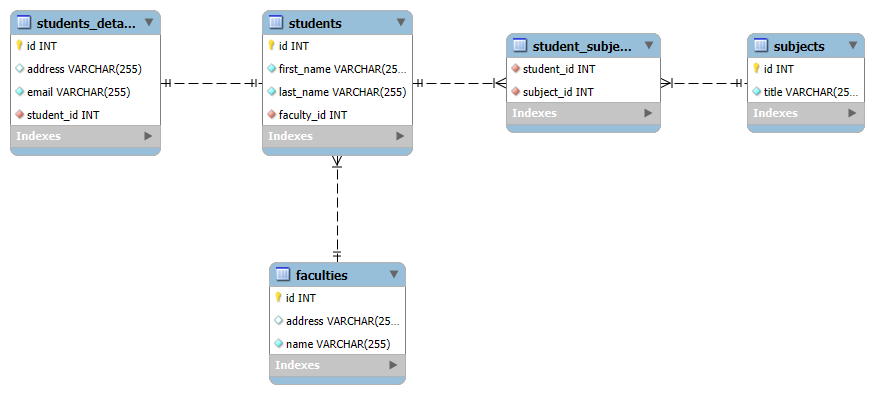 students_deta...
id INT
address VARCHAR(255)
email VARCHAR(255)
student_id INT
Indexes
students
id INT
first_name VARCHAR(25...
last_name VARCHAR(255)
faculty_id INT
Indexes
student_subje...
student_id INT
subject_id INT
Indexes
subjects
id INT
title VARCHAR(25...
Indexes
faculties
id INT
address VARCHAR(25...
name VARCHAR(255)
Indexes